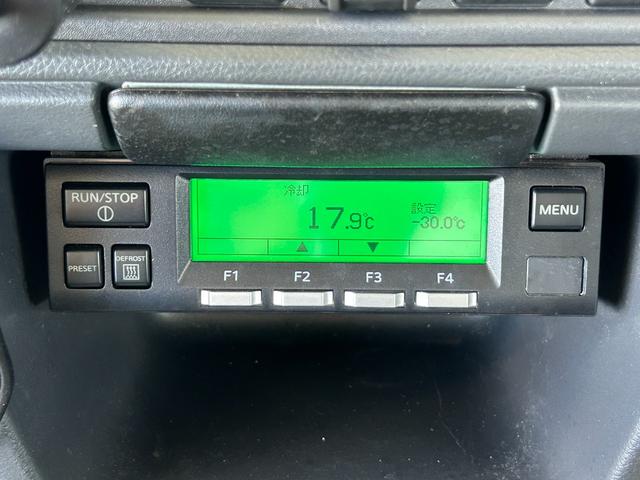 RUN/STOP
PRESET
DEFROST
冷却
17.9℃
設定
-30.0℃
▲ ▼
F1 F2 F3 F4
MENU